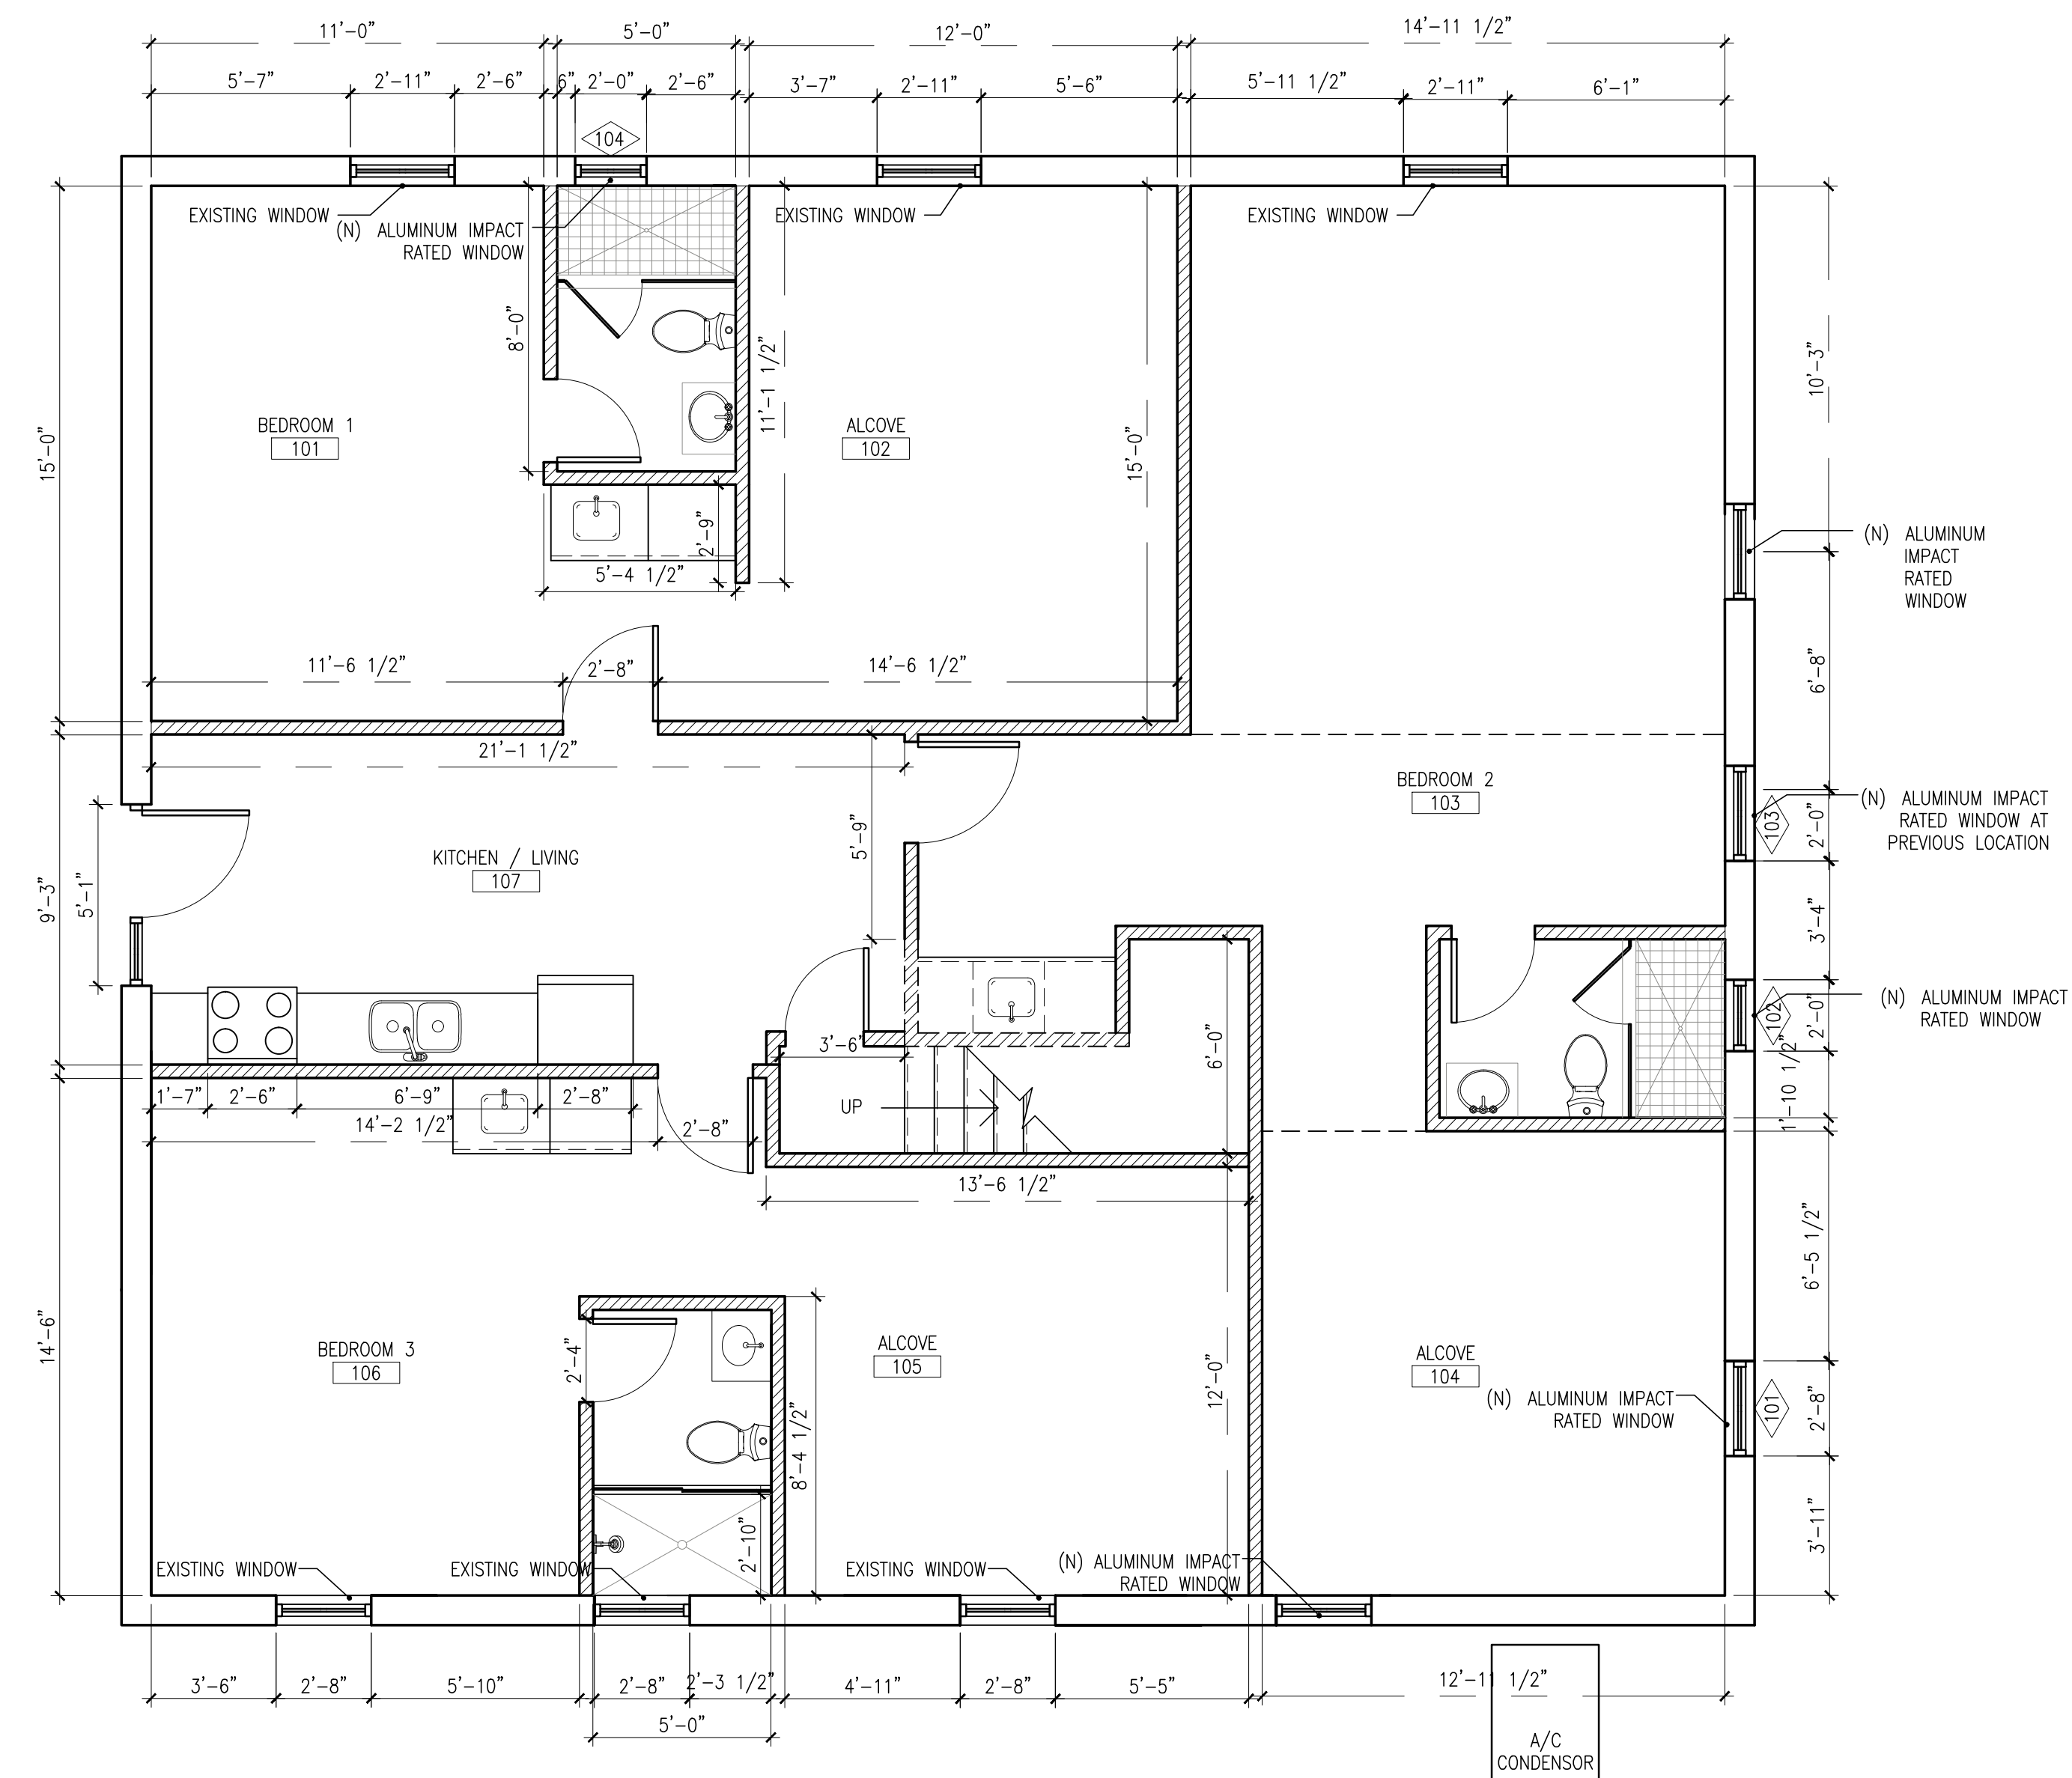 11'-0"
5'-0"
12'-0"
14'-11 1/2"
5'-7"
2'-11"
2'-6"
6"
2'-0"
2'-6"
3'-7"
2'-11"
5'-6"
5'-11 1/2"
2'-11"
6'-1"
104
EXISTING WINDOW
(N) ALUMINUM IMPACT
RATED WINDOW
EXISTING WINDOW
EXISTING WINDOW
8'-0"
11'-1 1/2"
15'-0"
15'-0"
10'-3"
BEDROOM 1
101
ALCOVE
102
2'-9"
5'-4 1/2"
(N) ALUMINUM
IMPACT
RATED
WINDOW
11'-6 1/2"
2'-8"
14'-6 1/2"
6'-8"
21'-1 1/2"
BEDROOM 2
103
(N) ALUMINUM IMPACT
RATED WINDOW AT
PREVIOUS LOCATION
103
2'-0"
5'-9"
KITCHEN / LIVING
107
9'-3"
5'-1"
3'-4"
(N) ALUMINUM IMPACT
RATED WINDOW
102
2'-0"
3'-6"
6'-0"
1'-10 1/2"
1'-7"
2'-6"
6'-9"
2'-8"
14'-2 1/2"
2'-8"
UP
13'-6 1/2"
6'-5 1/2"
14'-6"
BEDROOM 3
106
2'-4"
ALCOVE
105
12'-0"
8'-4 1/2"
ALCOVE
104
(N) ALUMINUM IMPACT
RATED WINDOW
101
2'-8"
2'-10"
3'-11"
EXISTING WINDOW
EXISTING WINDOW
EXISTING WINDOW
(N) ALUMINUM IMPACT
RATED WINDOW
3'-6"
2'-8"
5'-10"
2'-8"
2'-3 1/2"
4'-11"
2'-8"
5'-5"
12'-11 1/2"
5'-0"
A/C
CONDENSOR